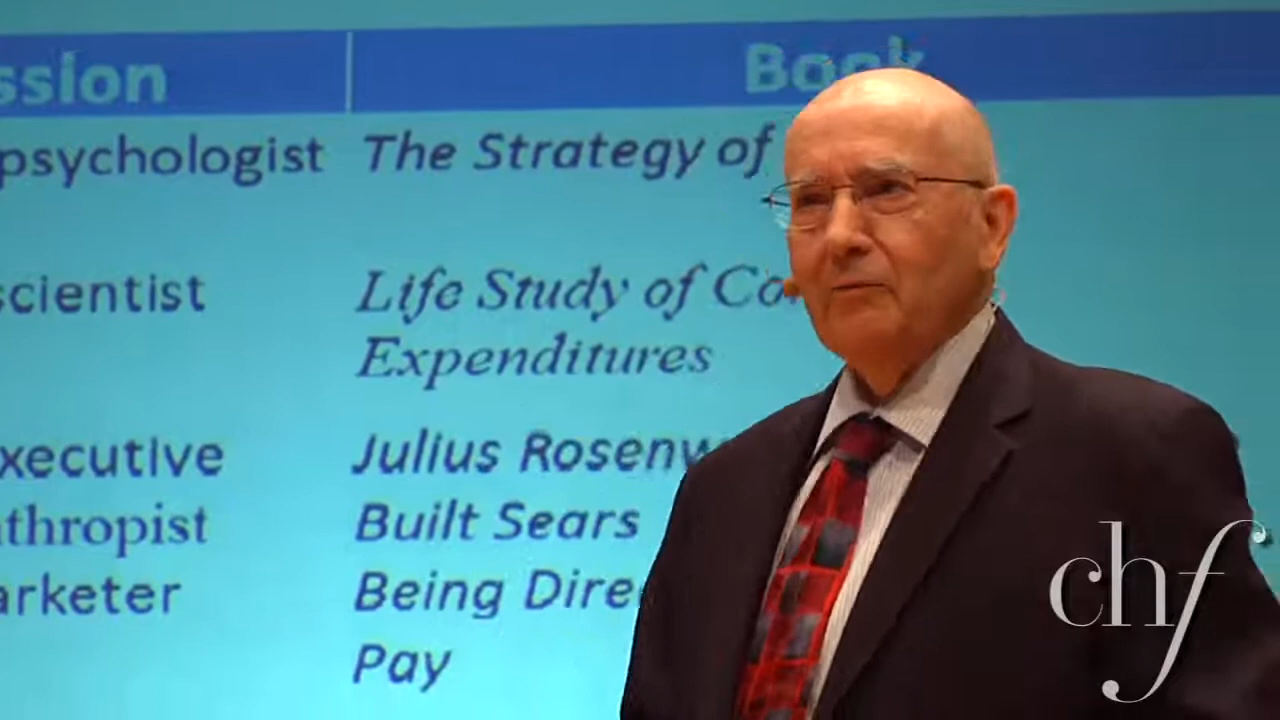 ssion Book
psychologist The Strategy of
scientist Life Study of Co
Expenditures
xecutive Julius Rosenw
thropist Built Sears
arketer Being Dire
Pay
chf